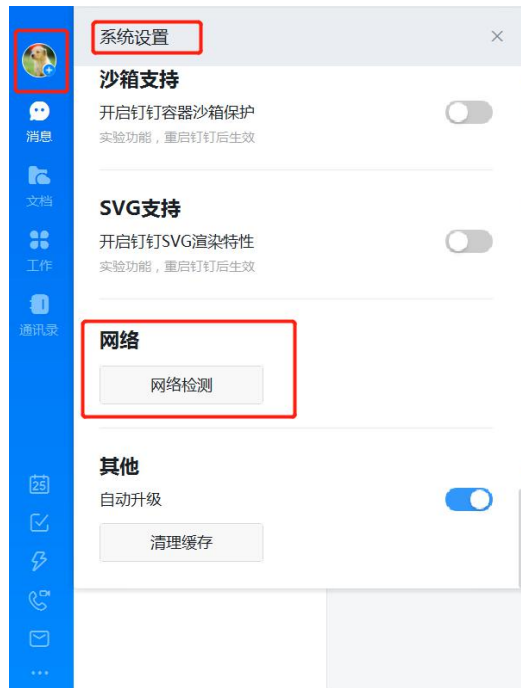 系统设置
沙箱支持
开启钉钉容器沙箱保护
实验功能，重启钉钉后生效
SVG支持
开启钉钉SVG渲染特性
实验功能，重启钉钉后生效
网络
网络检测
其他
自动升级
清理缓存
消息
文档
工作
通讯录
25